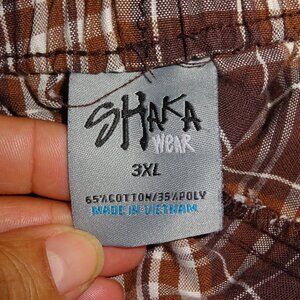 SHAKA
WEAR
3XL
65%COTTON/35%POLY
MADE IN VIETNAM